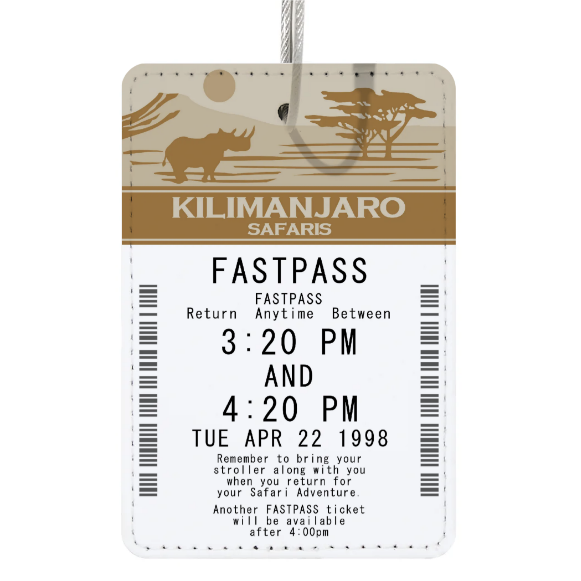 KILIMANJARO
SAFARIS
FASTPASS
FASTPASS
Return Anytime Between
3:20 PM
AND
4:20 PM
TUE APR 22 1998
Remember to bring your
stroller along with you
when you return for
your Safari Adventure.
Another FASTPASS ticket
will be available
after 4:00pm